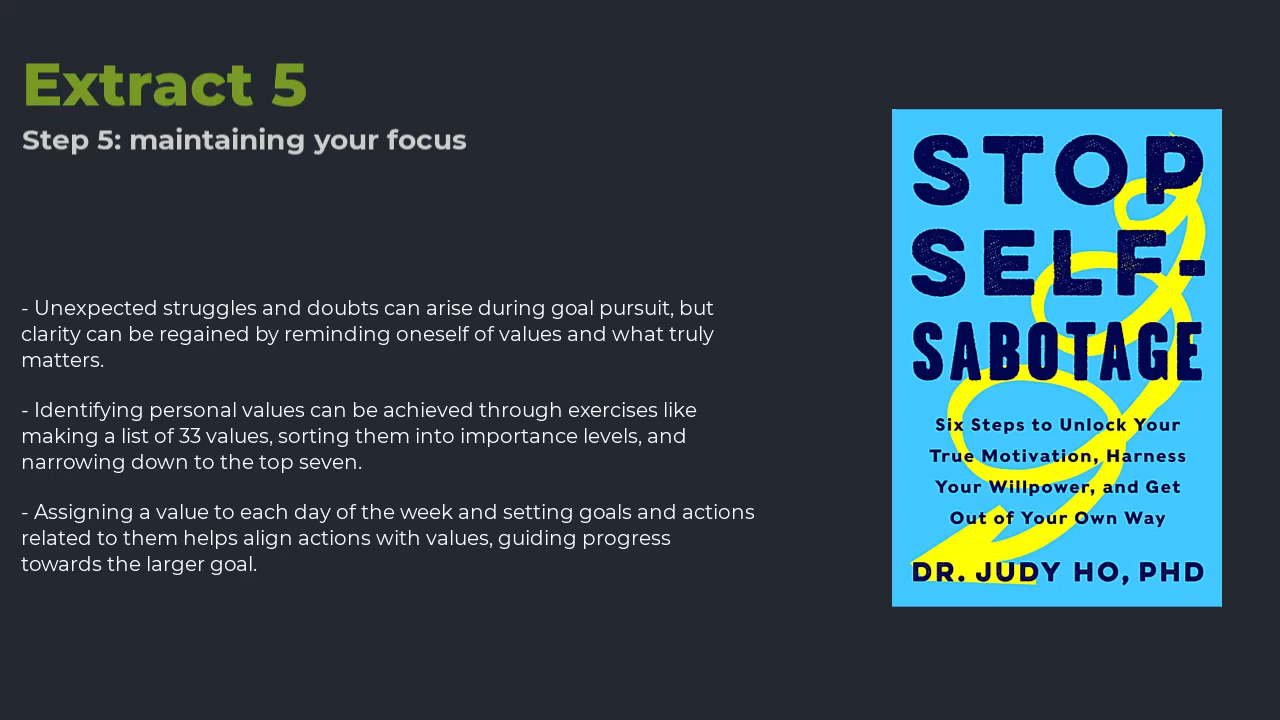 Extract 5
Step 5: maintaining your focus
- Unexpected struggles and doubts can arise during goal pursuit, but
clarity can be regained by reminding oneself of values and what truly
matters.
- Identifying personal values can be achieved through exercises like
making a list of 33 values, sorting them into importance levels, and
narrowing down to the top seven.
- Assigning a value to each day of the week and setting goals and actions
related to them helps align actions with values, guiding progress
towards the larger goal.
STOP
SELF-
SABOTAGE
Six Steps to Unlock Your
True Motivation, Harness
Your Willpower, and Get
Out of Your Own Way
DR. JUDY HO, PHD